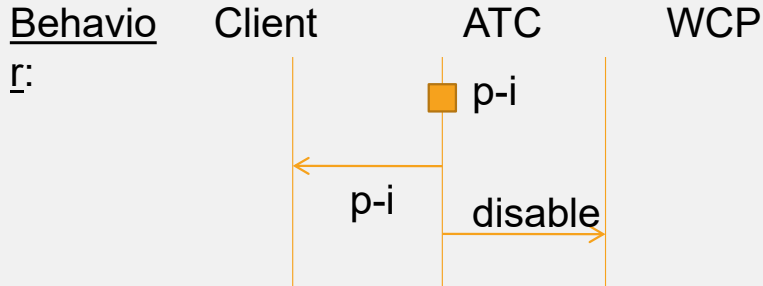 Behavio Client ATC WCP
r:
p-i
p-i
disable